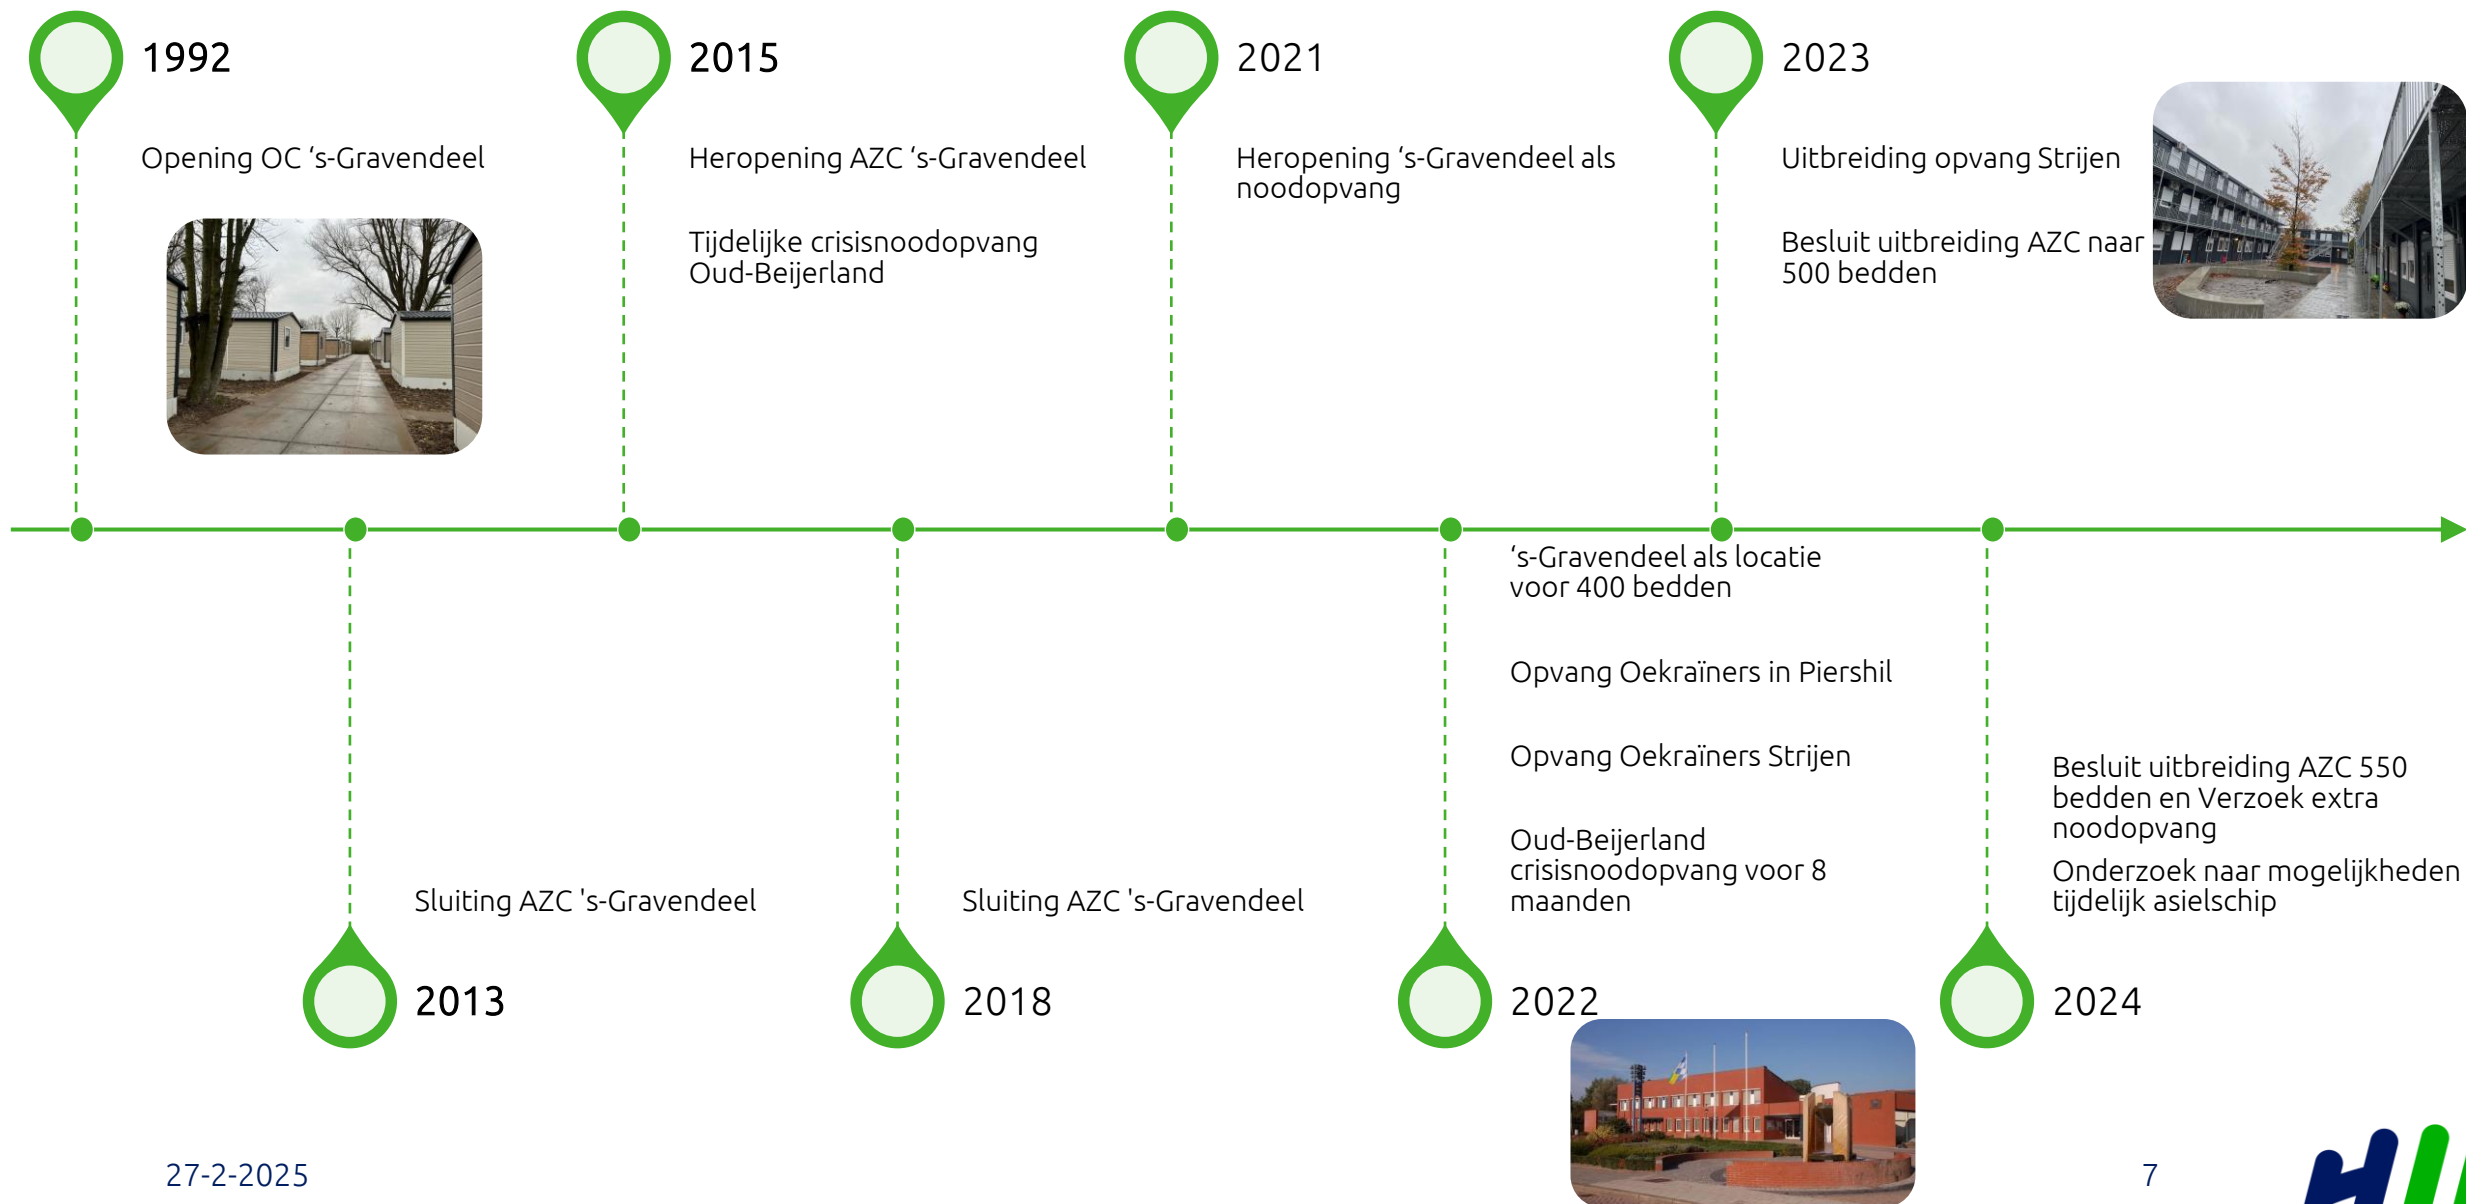 1992
Opening OC ‘s-Gravendeel
2015
Heropening AZC ‘s-Gravendeel
Tijdelijke crisisnoodopvang
Oud-Beijerland
2021
Heropening ‘s-Gravendeel als
noodopvang
2023
Uitbreiding opvang Strijen
Besluit uitbreiding AZC naar
500 bedden
Sluiting AZC 's-Gravendeel
2013
Sluiting AZC 's-Gravendeel
2018
‘s-Gravendeel als locatie
voor 400 bedden
Opvang Oekraïners in Piershil
Opvang Oekraïners Strijen
Oud-Beijerland
crisisnoodopvang voor 8
maanden
2022
Besluit uitbreiding AZC 550
bedden en Verzoek extra
noodopvang
Onderzoek naar mogelijkheden
tijdelijk asielschip
2024
27-2-2025
7